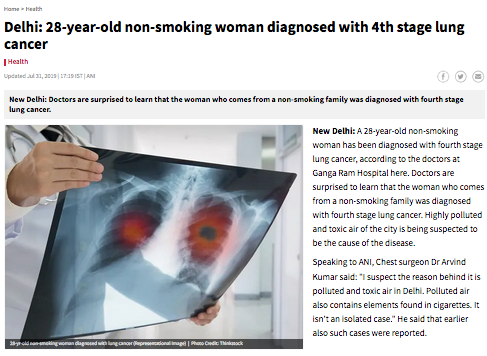 Home > Health
Delhi: 28-year-old non-smoking woman diagnosed with 4th stage lung
cancer
Health
Updated Jul 31, 2019 | 17:19 IST | ANI
New Delhi: Doctors are surprised to learn that the woman who comes from a non-smoking family was diagnosed with fourth stage
lung cancer.
New Delhi: A 28-year-old non-smoking
woman has been diagnosed with fourth stage
lung cancer, according to the doctors at
Ganga Ram Hospital here. Doctors are
surprised to learn that the woman who comes
from a non-smoking family was diagnosed
with fourth stage lung cancer. Highly polluted
and toxic air of the city is being suspected to
be the cause of the disease.
Speaking to ANI, Chest surgeon Dr Arvind
Kumar said: "I suspect the reason behind it is
polluted and toxic air in Delhi. Polluted air
also contains elements found in cigarettes. It
isn't an isolated case." He said that earlier
also such cases were reported.
28-yr-old non-smoking woman diagnosed with lung cancer (Representational Image) | Photo Credit: Thinkstock